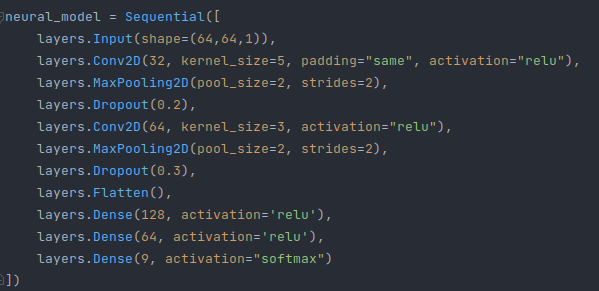 neural_model = Sequential([
    layers.Input(shape=(64,64,1)),
    layers.Conv2D(32, kernel_size=5, padding="same", activation="relu"),
    layers.MaxPooling2D(pool_size=2, strides=2),
    layers.Dropout(0.2),
    layers.Conv2D(64, kernel_size=3, activation="relu"),
    layers.MaxPooling2D(pool_size=2, strides=2),
    layers.Dropout(0.3),
    layers.Flatten(),
    layers.Dense(128, activation='relu'),
    layers.Dense(64, activation='relu'),
    layers.Dense(9, activation="softmax")
])